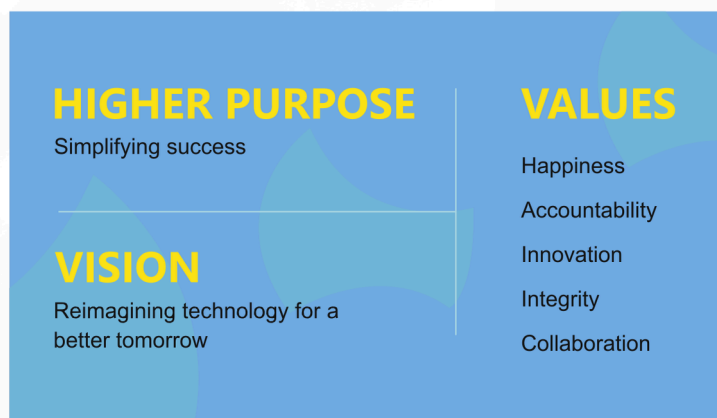 HIGHER PURPOSE
Simplifying success
VISION
Reimagining technology for a
better tomorrow
VALUES
Happiness
Accountability
Innovation
Integrity
Collaboration